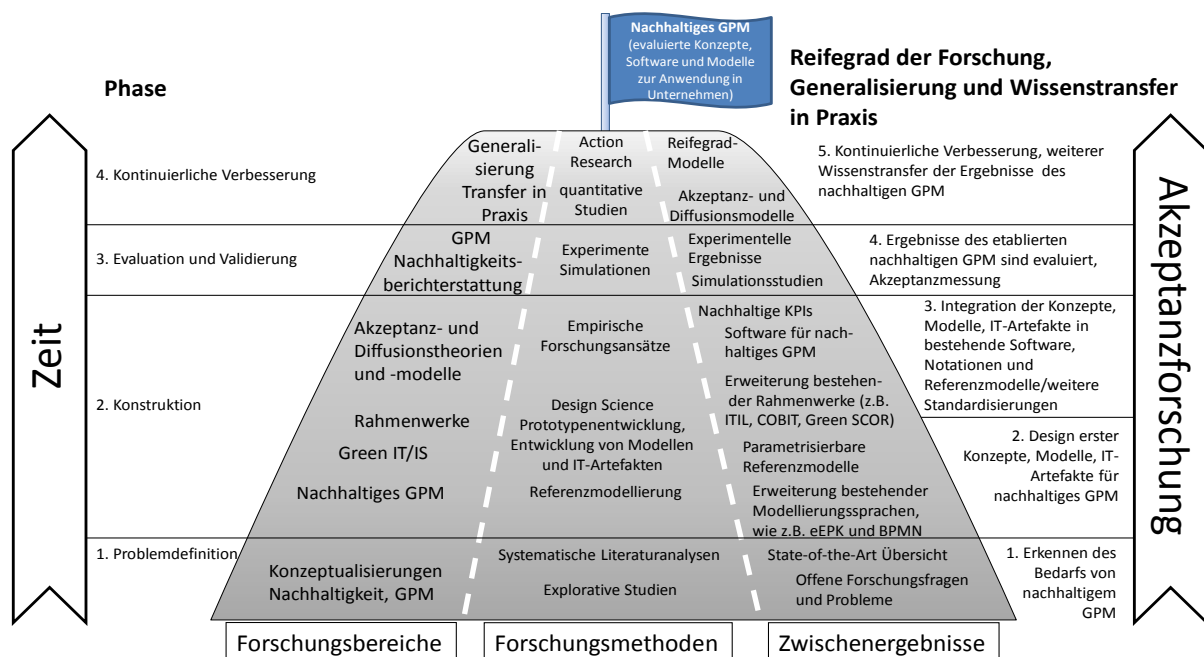 Nachhaltiges GPM
(evaluierte Konzepte,
Software und Modelle
zur Anwendung in
Unternehmen)
Phase
Reifegrad der Forschung,
Generalisierung und Wissenstransfer
in Praxis
Zeit
4. Kontinuierliche Verbesserung
Generali-
sierung
Transfer in
Praxis
Action
Research
quantitative
Studien
Reifegrad-
Modelle
Akzeptanz- und
Diffusionsmodelle
5. Kontinuierliche Verbesserung, weiterer
Wissenstransfer der Ergebnisse des
nachhaltigen GPM
3. Evaluation und Validierung
GPM
Nachhaltigkeits-
berichterstattung
Experimente
Simulationen
Experimentelle
Ergebnisse
Simulationsstudien
4. Ergebnisse des etablierten
nachhaltigen GPM sind evaluiert,
Akzeptanzmessung
2. Konstruktion
Akzeptanz- und
Diffusionstheorien
und -modelle
Rahmenwerke
Green IT/IS
Nachhaltiges GPM
Empirische
Forschungsansätze
Design Science
Prototypenentwicklung,
Entwicklung von Modellen
und IT-Artefakten
Referenzmodellierung
Nachhaltige KPIs
Software für nach-
haltiges GPM
Erweiterung bestehen-
der Rahmenwerke (z.B.
ITIL, COBIT, Green SCOR)
Parametrisierbare
Referenzmodelle
Erweiterung bestehender
Modellierungssprachen,
wie z.B. eEPK und BPMN
3. Integration der Konzepte,
Modelle, IT-Artefakte in
bestehende Software,
Notationen und
Referenzmodelle/weitere
Standardisierungen
2. Design erster
Konzepte, Modelle, IT-
Artefakte für
nachhaltiges GPM
1. Problemdefinition
Konzeptualisierungen
Nachhaltigkeit, GPM
Systematische Literaturanalysen
Explorative Studien
State-of-the-Art Übersicht
Offene Forschungsfragen
und Probleme
1. Erkennen des
Bedarfs von
nachhaltigem
GPM
Akzeptanzforschung
Forschungsbereiche
Forschungsmethoden
Zwischenergebnisse